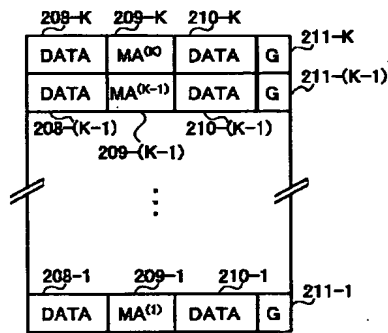 208-K 209-K 210-K
DATA MA(K) DATA G 211-K
DATA MA(K-1) DATA G 211-(K-1)
208-(K-1) 210-(K-1)
209-(K-1)
208-1 209-1 210-1
DATA MA(1) DATA G 211-1